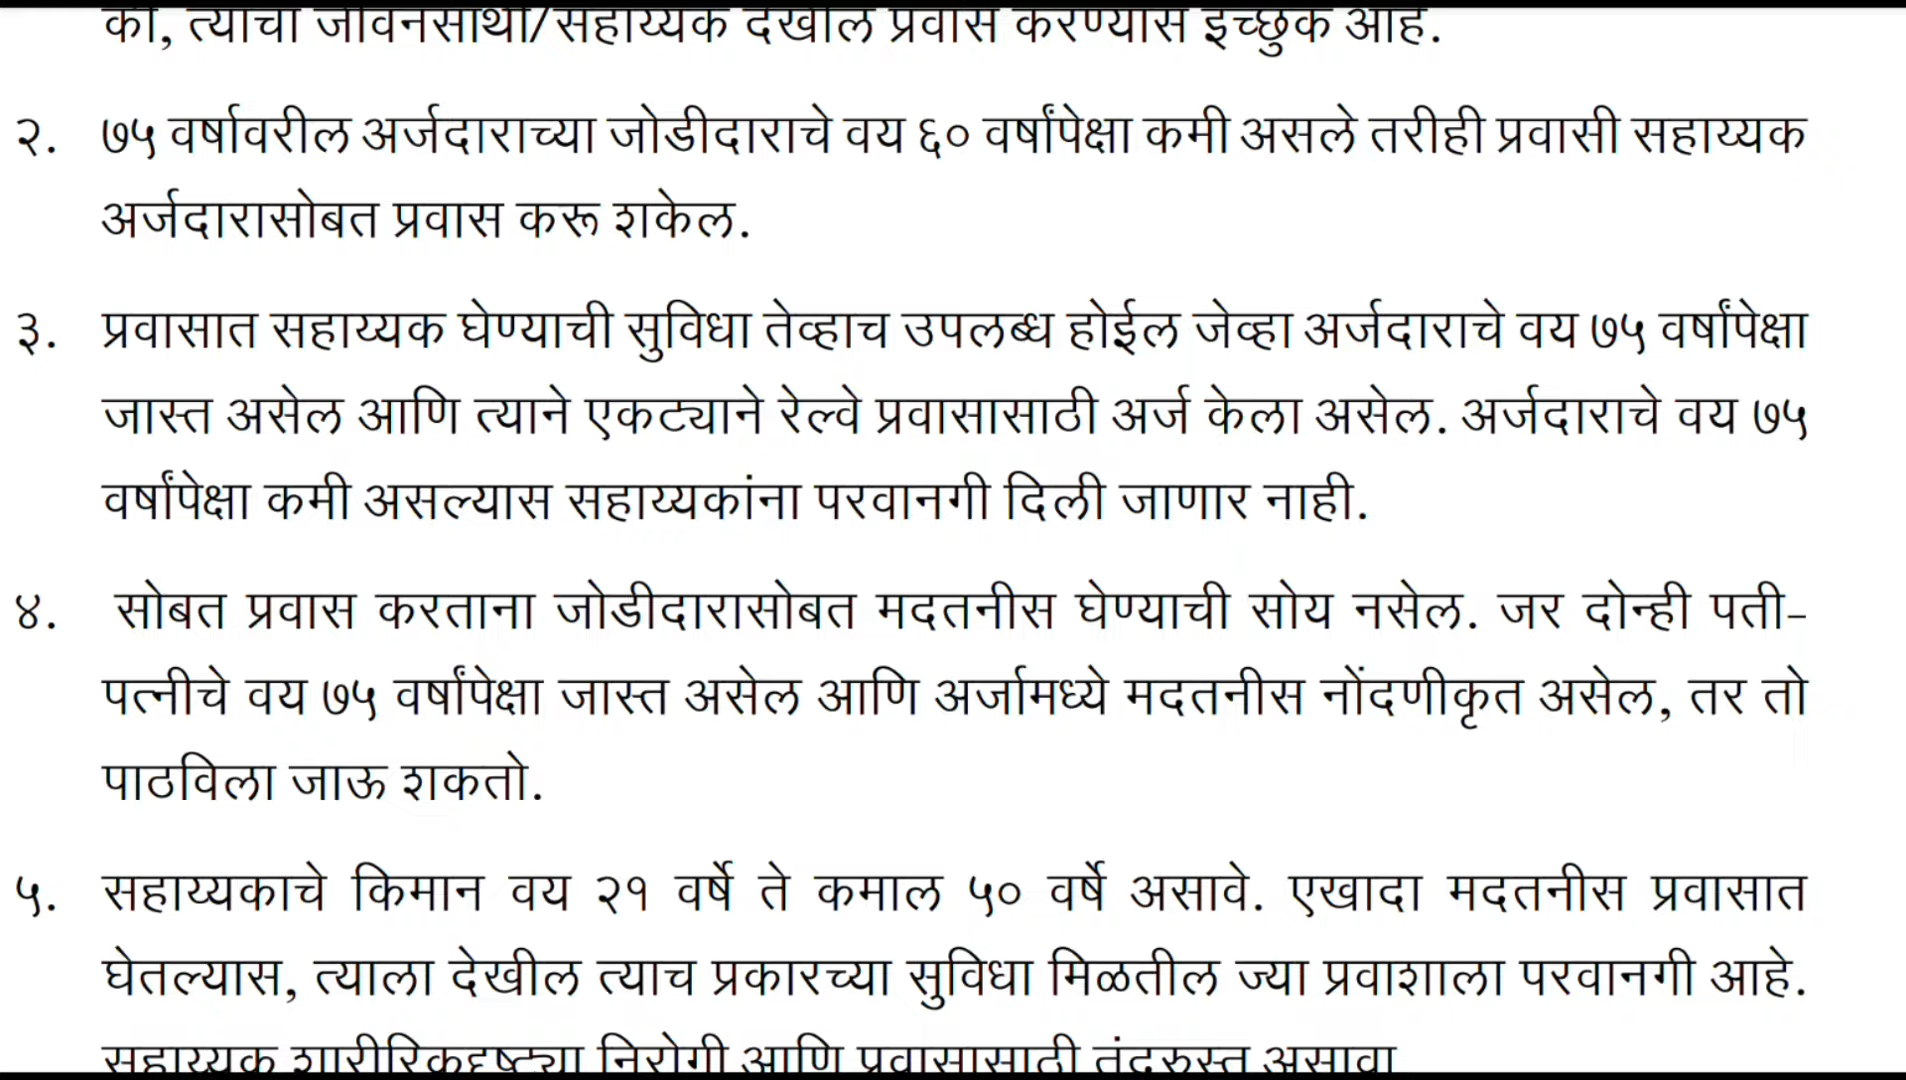 की, त्याचा जीवनसाथी/सहाय्यक देखील प्रवास करण्यास इच्छुक आहे.
२. ७५ वर्षावरील अर्जदाराच्या जोडीदाराचे वय ६० वर्षांपेक्षा कमी असले तरीही प्रवासी सहाय्यक
अर्जदारासोबत प्रवास करू शकेल.
३. प्रवासात सहाय्यक घेण्याची सुविधा तेव्हाच उपलब्ध होईल जेव्हा अर्जदाराचे वय ७५ वर्षांपेक्षा
जास्त असेल आणि त्याने एकट्याने रेल्वे प्रवासासाठी अर्ज केला असेल. अर्जदाराचे वय ७५
वर्षांपेक्षा कमी असल्यास सहाय्यकांना परवानगी दिली जाणार नाही.
४. सोबत प्रवास करताना जोडीदारासोबत मदतनीस घेण्याची सोय नसेल. जर दोन्ही पती-
पत्नीचे वय ७५ वर्षांपेक्षा जास्त असेल आणि अर्जामध्ये मदतनीस नोंदणीकृत असेल, तर तो
पाठविला जाऊ शकतो.
५. सहाय्यकाचे किमान वय २१ वर्षे ते कमाल ५० वर्षे असावे. एखादा मदतनीस प्रवासात
घेतल्यास, त्याला देखील त्याच प्रकारच्या सुविधा मिळतील ज्या प्रवाशाला परवानगी आहे.
सहाय्यक शारीरिकदृष्ट्या निरोगी आणि प्रवासासाठी तंदरुस्त असावा